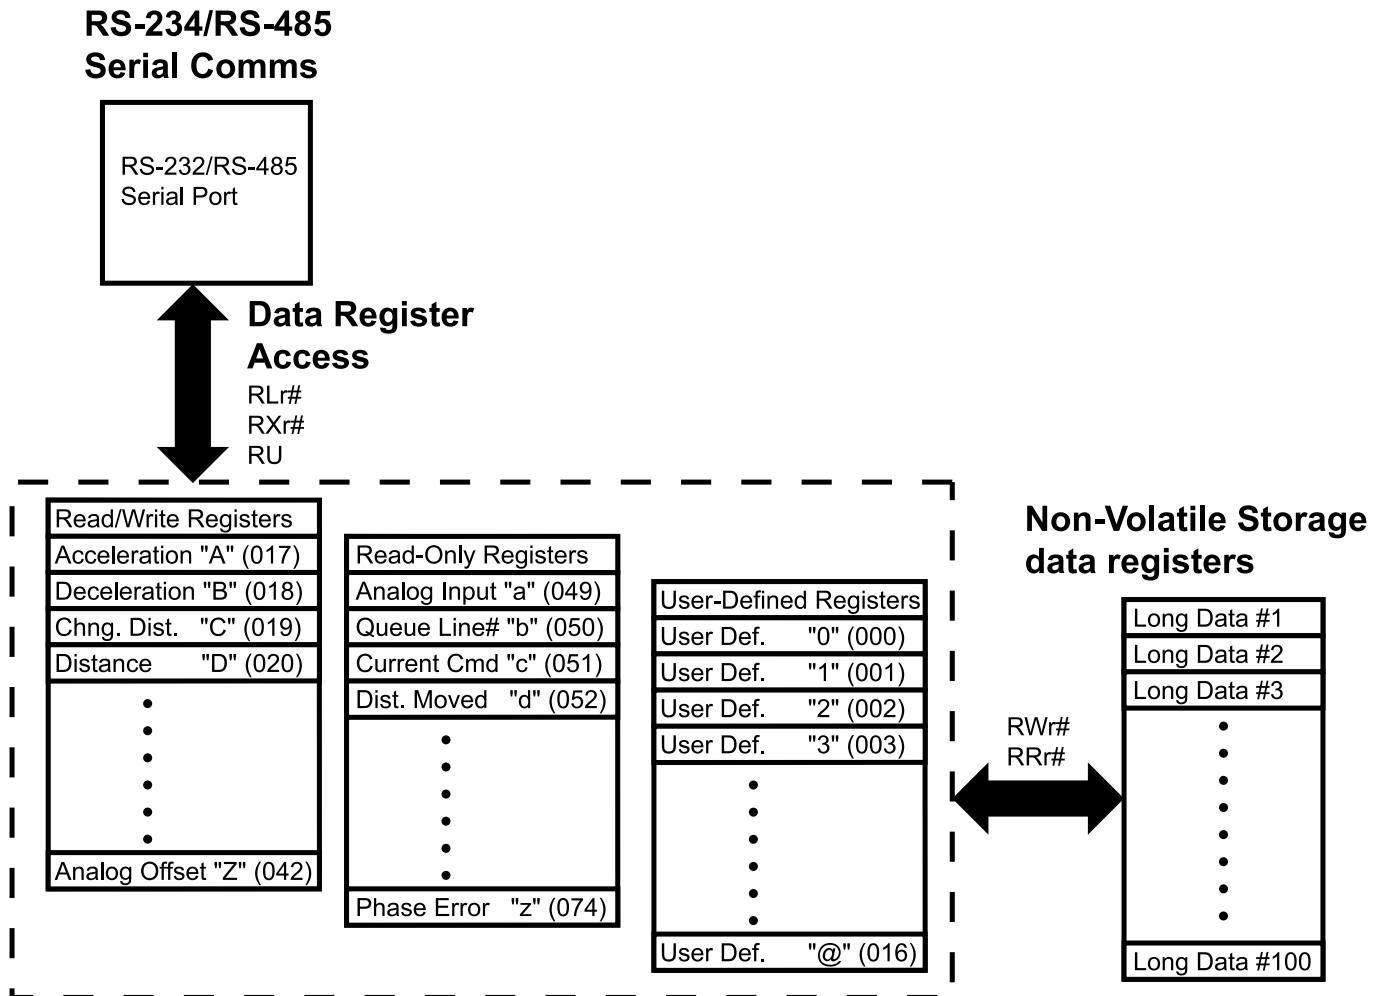 RS-234/RS-485
Serial Comms
RS-232/RS-485
Serial Port
Data Register
Access
RLr#
RXr#
RU
Read/Write Registers
Acceleration "A" (017)
Deceleration "B" (018)
Chng. Dist. "C" (019)
Distance "D" (020)
Analog Offset "Z" (042)
Read-Only Registers
Analog Input "a" (049)
Queue Line# "b" (050)
Current Cmd "c" (051)
Dist. Moved "d" (052)
Phase Error "z" (074)
User-Defined Registers
User Def. "0" (000)
User Def. "1" (001)
User Def. "2" (002)
User Def. "3" (003)
User Def. "@" (016)
RWr#
RRr#
Non-Volatile Storage
data registers
Long Data #1
Long Data #2
Long Data #3
Long Data #100